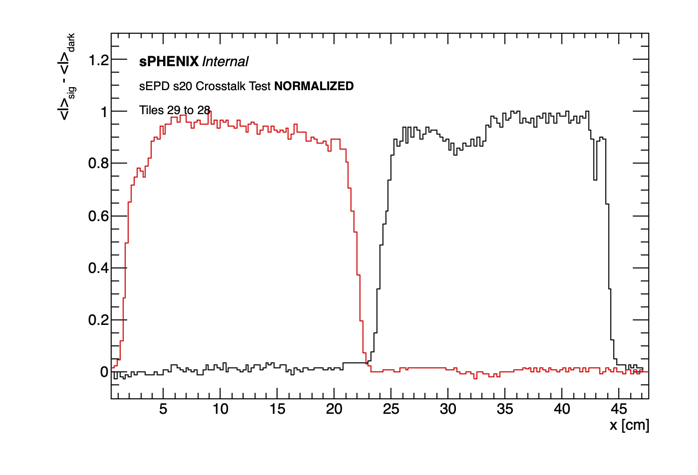 <I>sig - <I>dark
1.2
1
0.8
0.6
0.4
0.2
0
sPHENIX Internal
sEPD s20 Crosstalk Test NORMALIZED
Tiles 29 to 28
5 10 15 20 25 30 35 40 45
x [cm]